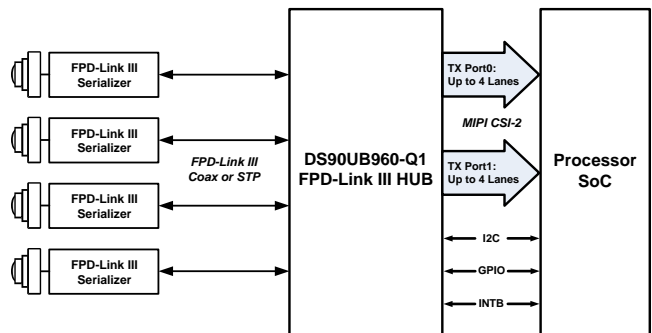 FPD-Link III
Serializer
FPD-Link III
Serializer
FPD-Link III
Serializer
FPD-Link III
Serializer
FPD-Link III
Coax or STP
DS90UB960-Q1
FPD-Link III HUB
TX Port0:
Up to 4 Lanes
MIPI CSI-2
TX Port1:
Up to 4 Lanes
I2C
GPIO
INTB
Processor
SoC